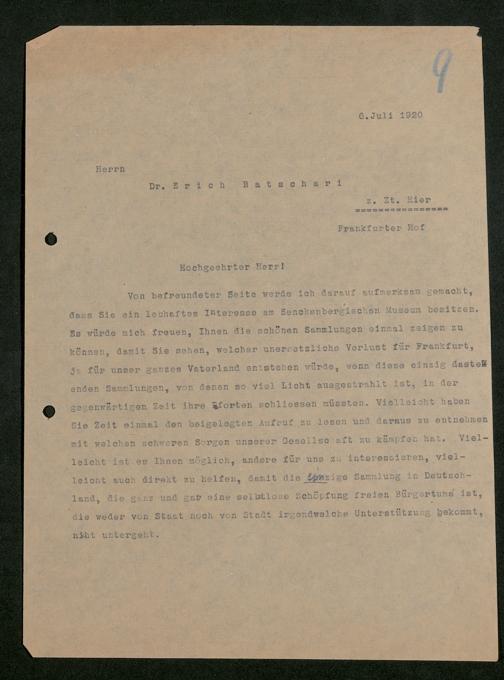 9
6.Juli 1920
Herrn
Dr. Erich Batschari
z. Zt. Hier
Frankfurter Hof
Hochgeehrter Herr!
Von befreundeter Seite werde ich darauf aufmerksam gemacht,
dass Sie ein lebhaftes Interesse am Senckenbergischen Museum besitzen.
Es würde mich freuen, Ihnen die schönen Sammlungen einmal zeigen zu
können, damit Sie sehen, welcher unersetzliche Verlust für Frankfurt,
ja für unser ganzes Vaterland entstehen würde, wenn diese einzig dasteh
enden Sammlungen, von denen so viel Licht ausgestrahlt ist, in der
gegenwärtigen Zeit ihre Pforten schliessen müssten. Vielleicht haben
Sie Zeit einmal den beigelegten Aufruf zu lesen und daraus zu entnehmen
mit welchen schweren Sorgen unserer Gesellsc aft zu kämpfen hat. Viel-
leicht ist es Ihnen möglich, andere für uns zu interessieren, viel-
leicht auch direkt zu helfen, damit die einzige Sammlung in Deutsch-
land, die ganz und gar eine selbtlose Schöpfung freien Bürgertums ist,
die weder von Staat noch von Stadt irgendwelche Unterstützung bekommt,
niht untergeht.